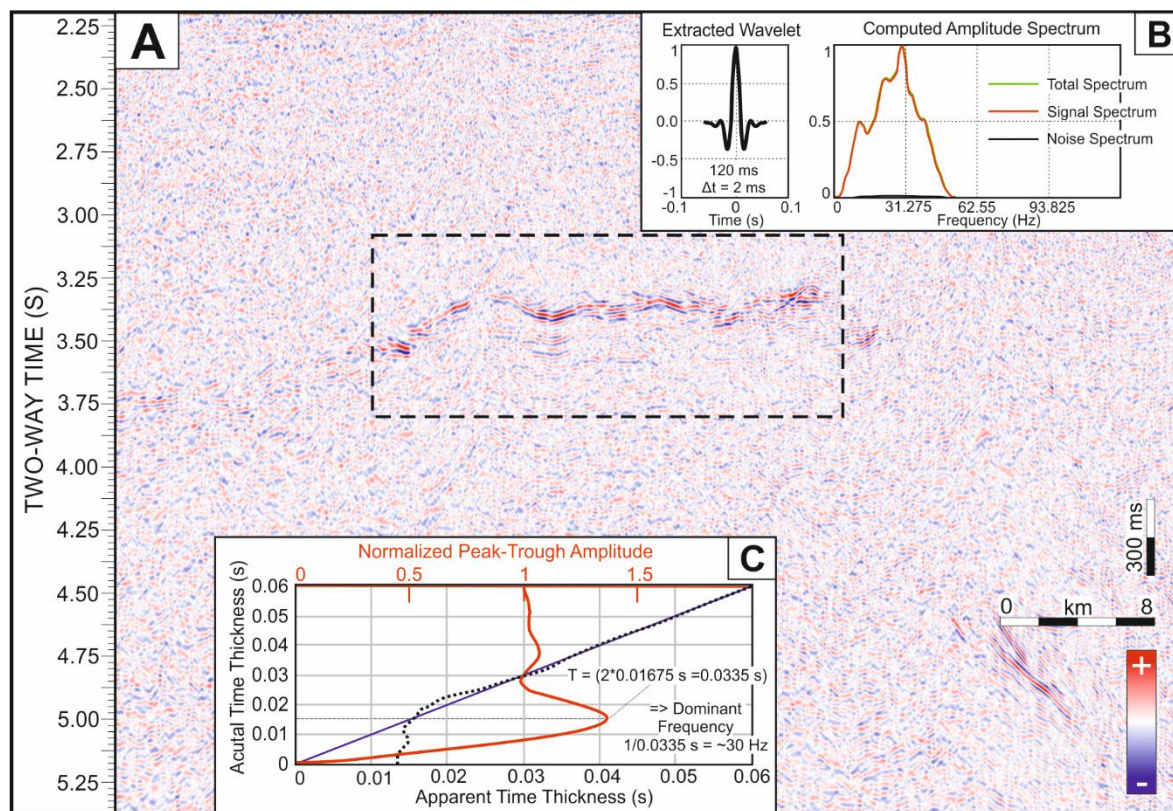 A
B
TWO-WAY TIME (S)
2.25
2.50
2.75
3.00
3.25
3.50
3.75
4.00
4.25
4.50
4.75
5.00
5.25
Extracted Wavelet
1
0.5
0.0
-0.5
-1
120 ms
Δt = 2 ms
-0.1 0 0.1
Time (s)
Computed Amplitude Spectrum
1
0.5
0
Total Spectrum
Signal Spectrum
Noise Spectrum
0 31.275 62.55 93.825
Frequency (Hz)
C
Normalized Peak-Trough Amplitude
0 0.5 1 1.5
Acutal Time Thickness (s)
0.06
0.05
0.04
0.03
0.02
0.01
0
T = (2*0.01675 s =0.0335 s)
=> Dominant
Frequency
1/0.0335 s = ~30 Hz
0.01 0.02 0.03 0.04 0.05 0.06
Apparent Time Thickness (s)
300 ms
0 km 8
+
-